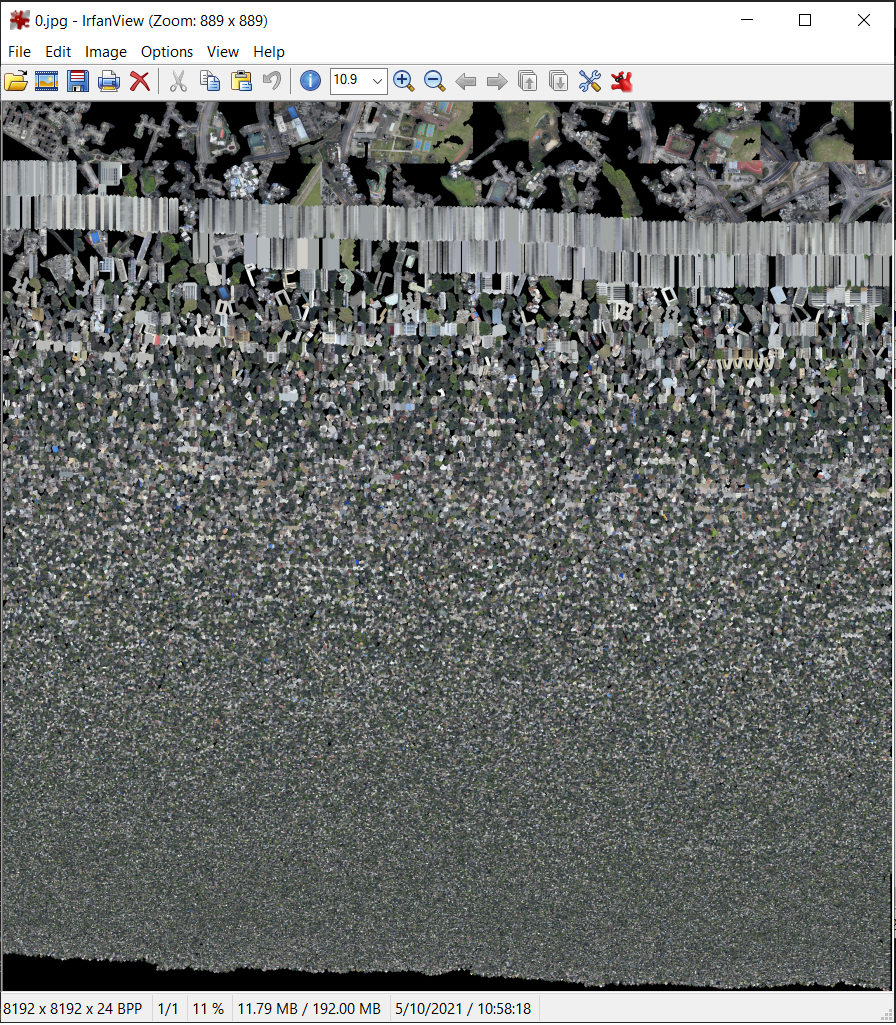 0.jpg - IrfanView (Zoom: 889 x 889)
File Edit Image Options View Help
10.9
8192 x 8192 x 24 BPP 1/1 11 % 11.79 MB / 192.00 MB 5/10/2021 / 10:58:18